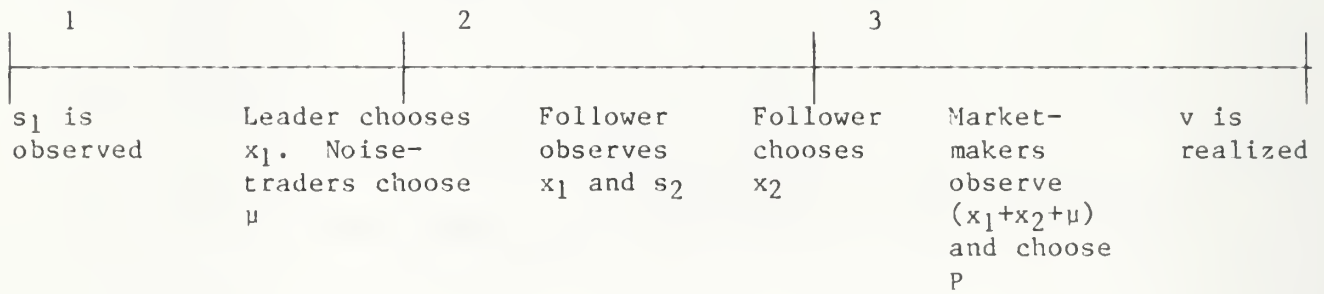 1 2 3
s1 is Leader chooses Follower Follower Market- v is
observed x1. Noise- observes chooses makers realized
traders choose x1 and s2 x2 observe
μ (x1+x2+μ)
and choose
P